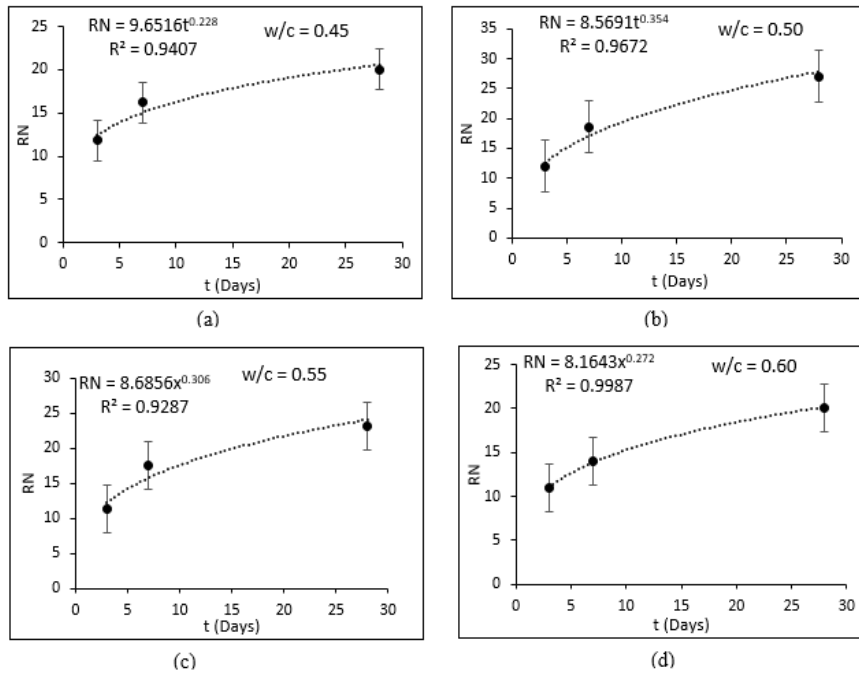 RN = 9.6516t^0.228
R² = 0.9407
w/c = 0.45
25
20
15
10
5
0
RN
0 5 10 15 20 25 30
t (Days)
(a)
RN = 8.5691t^0.354
R² = 0.9672
w/c = 0.50
35
30
25
20
15
10
5
0
RN
0 5 10 15 20 25 30
t (Days)
(b)
RN = 8.6856x^0.306
R² = 0.9287
w/c = 0.55
30
25
20
15
10
5
0
RN
0 5 10 15 20 25 30
t (Days)
(c)
RN = 8.1643x^0.272
R² = 0.9987
w/c = 0.60
25
20
15
10
5
0
RN
0 5 10 15 20 25 30
t (Days)
(d)